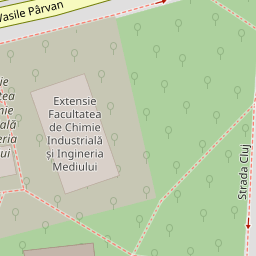 Vasile Pârvan
Extensie
Facultatea
de Chimie
Industrială
și Ingineria
Mediului
Strada Cluj